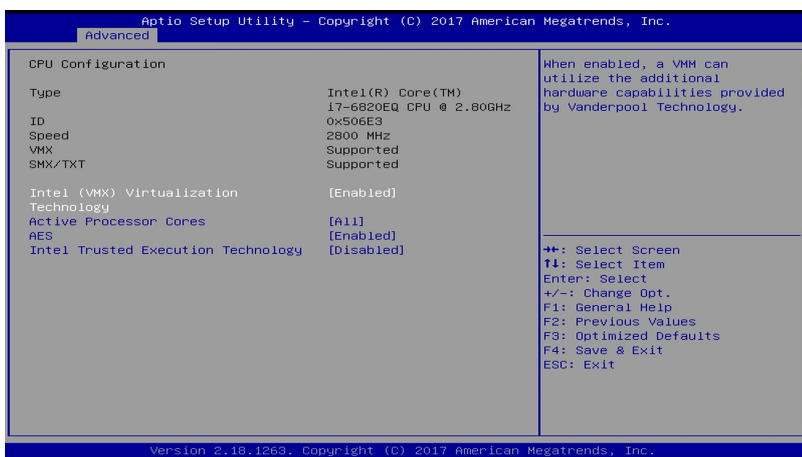 Aptio Setup Utility – Copyright (C) 2017 American Megatrends, Inc.
Advanced
CPU Configuration
Type Intel(R) Core(TM)
i7-6820EQ CPU @ 2.80GHz
ID 0x506E3
Speed 2800 MHz
VMX Supported
SMX/TXT Supported
Intel (VMX) Virtualization [Enabled]
Technology
Active Processor Cores [All]
AES [Enabled]
Intel Trusted Execution Technology [Disabled]
When enabled, a VMM can
utilize the additional
hardware capabilities provided
by Vanderpool Technology.
→←: Select Screen
↑↓: Select Item
Enter: Select
+/-: Change Opt.
F1: General Help
F2: Previous Values
F3: Optimized Defaults
F4: Save & Exit
ESC: Exit
Version 2.18.1263. Copyright (C) 2017 American Megatrends, Inc.